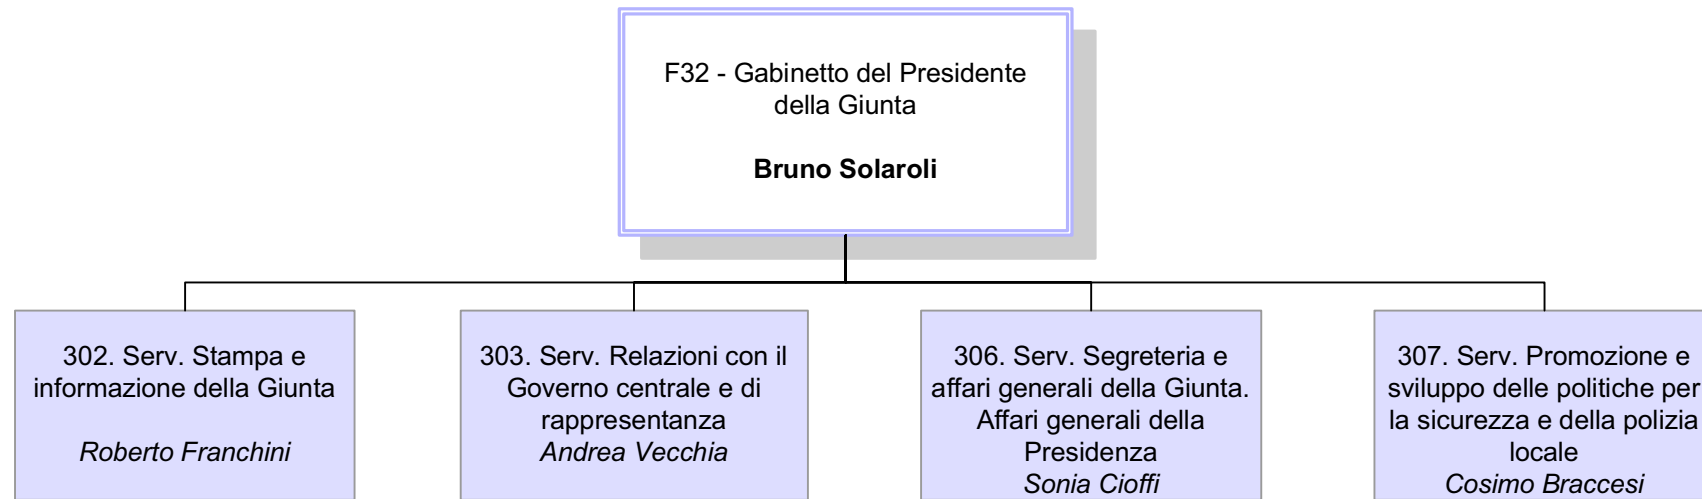 F32 - Gabinetto del Presidente
della Giunta
Bruno Solaroli
302. Serv. Stampa e
informazione della Giunta
Roberto Franchini
303. Serv. Relazioni con il
Governo centrale e di
rappresentanza
Andrea Vecchia
306. Serv. Segreteria e
affari generali della Giunta.
Affari generali della
Presidenza
Sonia Cioffi
307. Serv. Promozione e
sviluppo delle politiche per
la sicurezza e della polizia
locale
Cosimo Braccesi